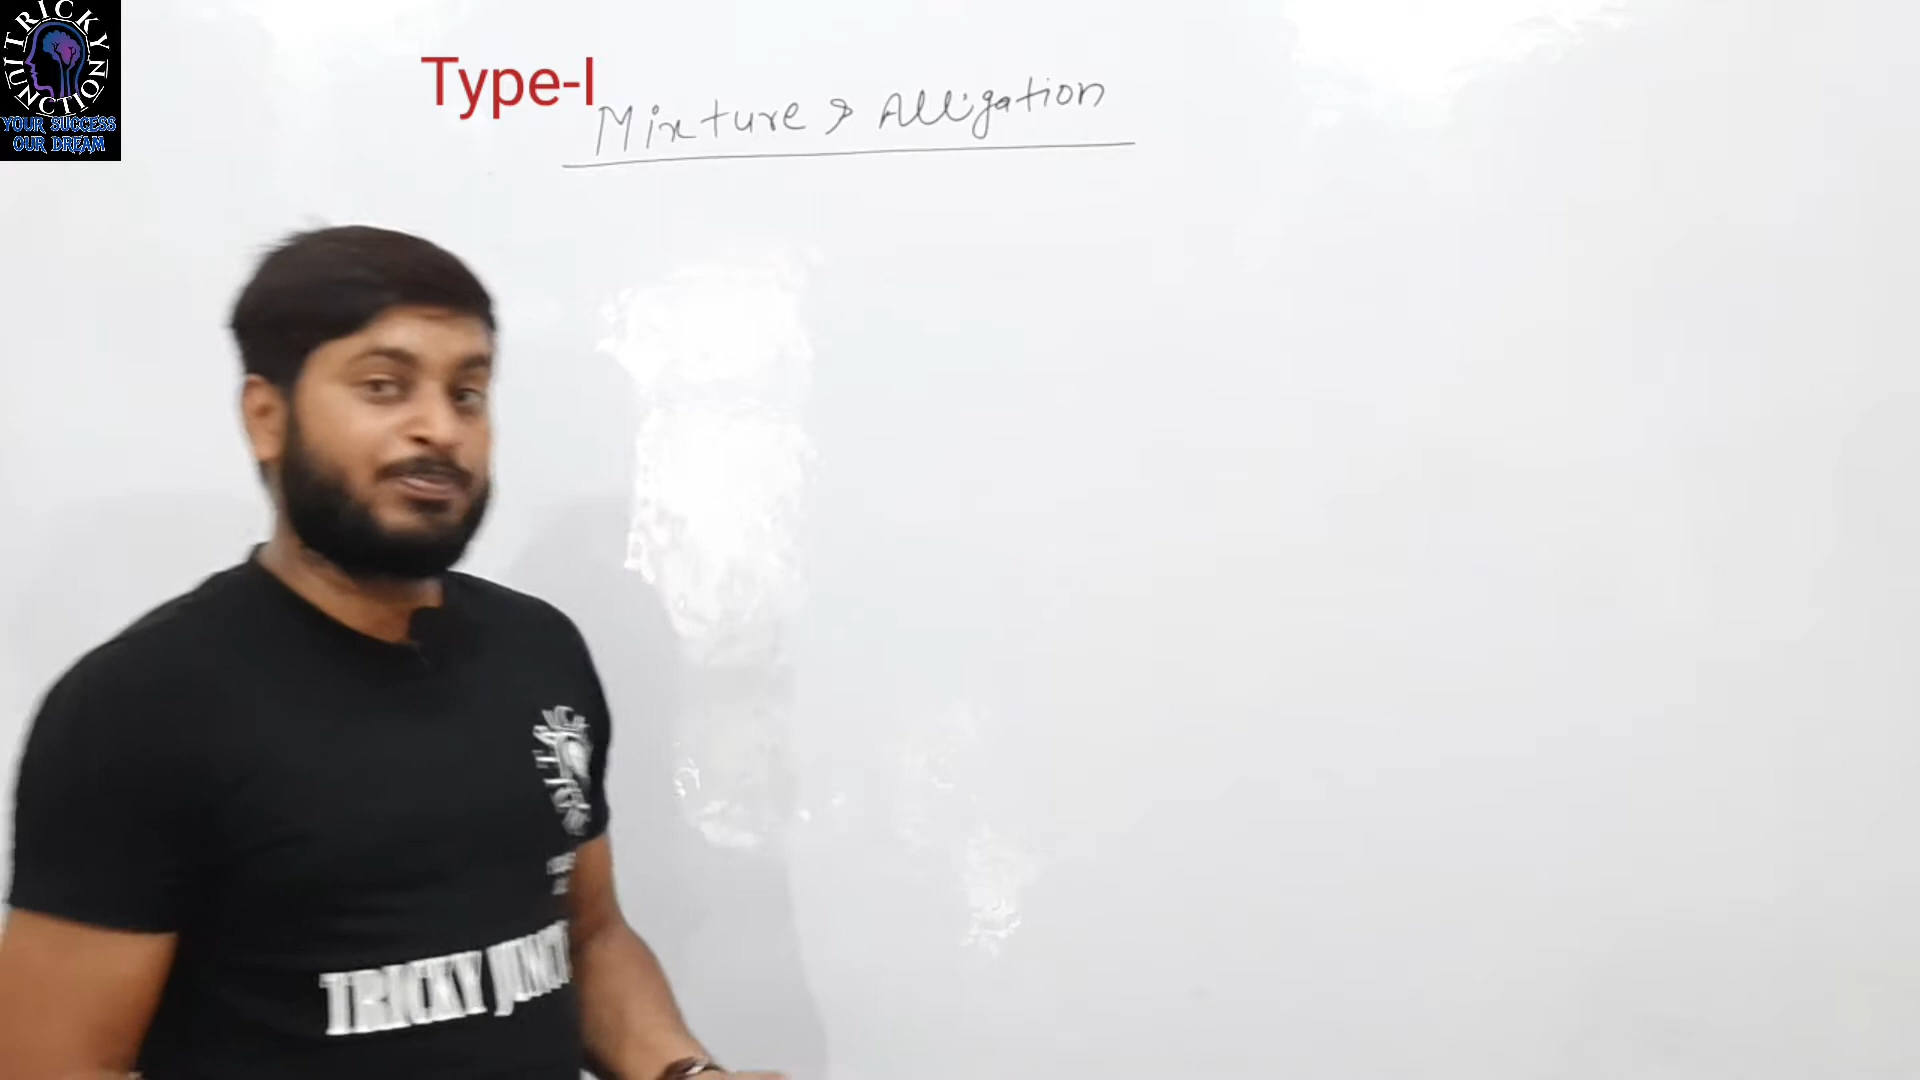 TRICKY JUNCTION
YOUR SUCCESS
OUR DREAM
Type-I
Mixture & Alligation
TRICKY